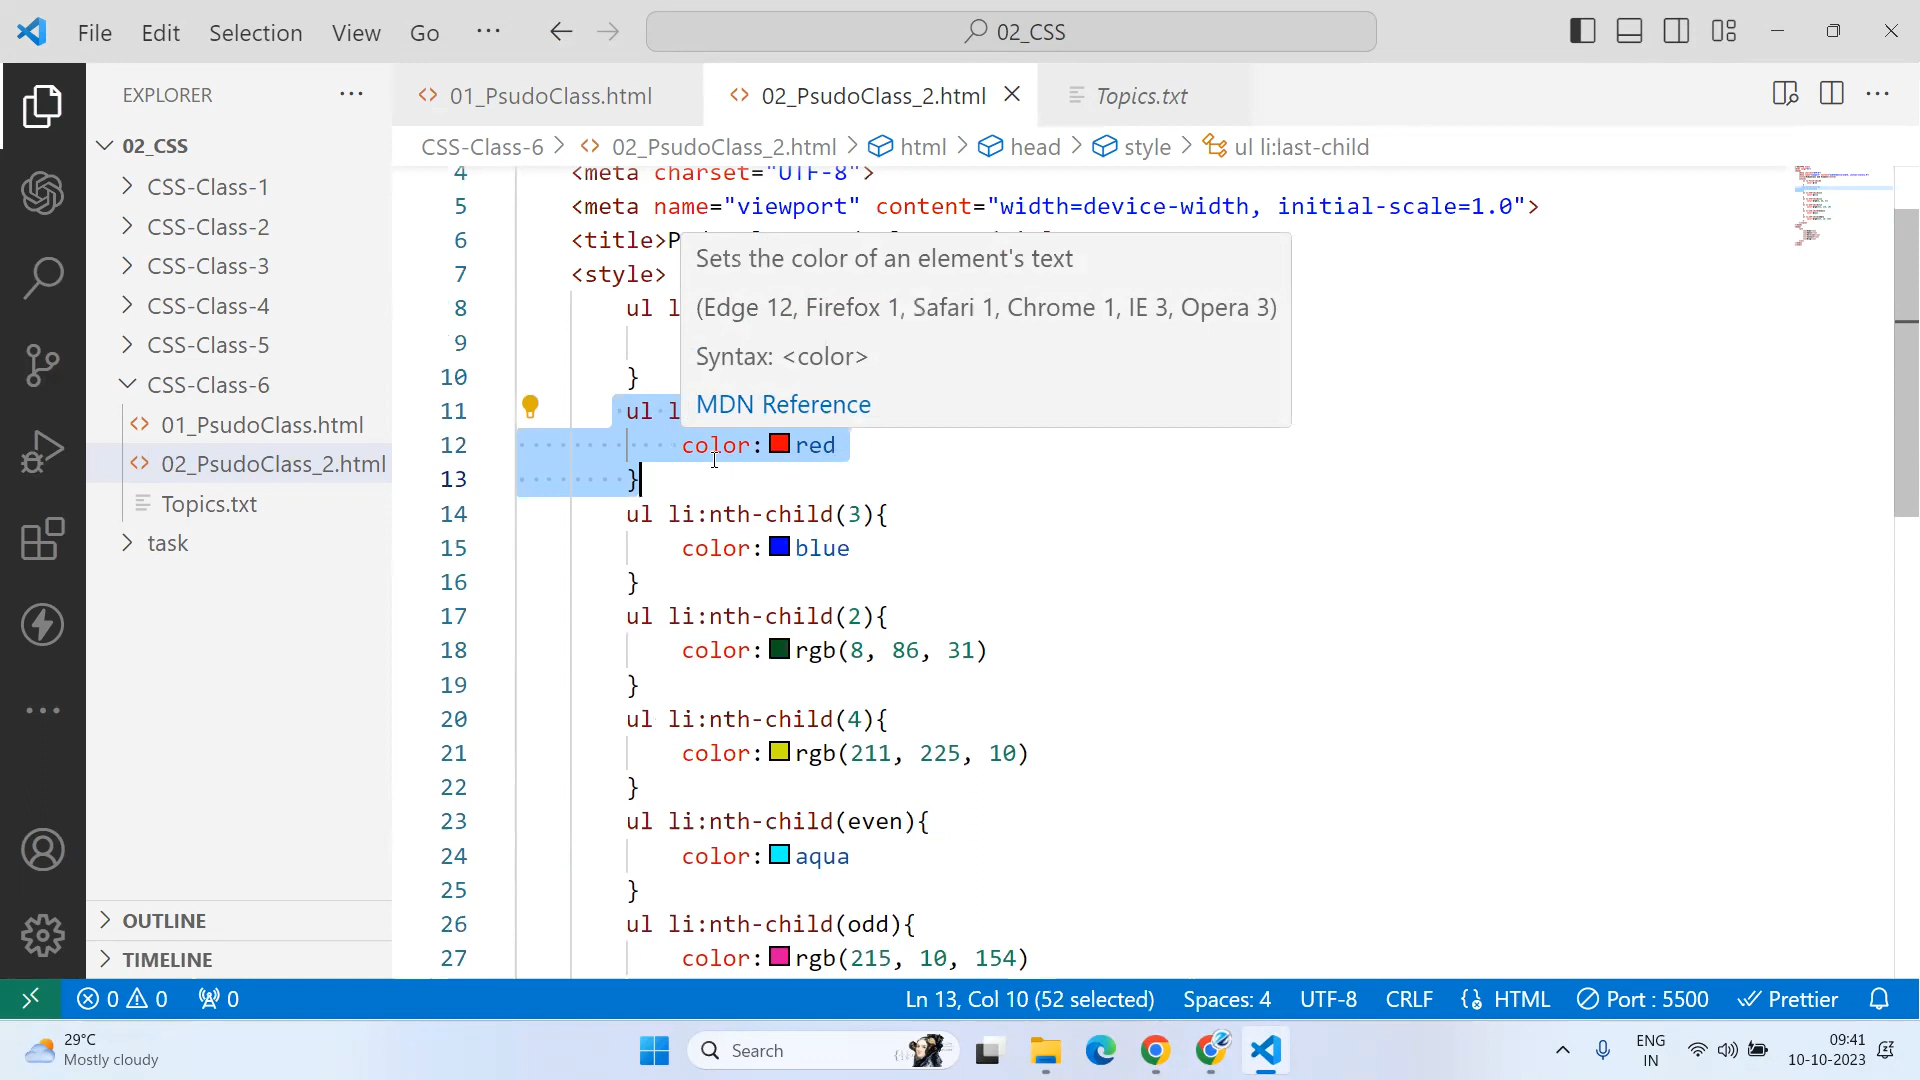 File Edit Selection View Go ··· 02_CSS
EXPLORER ···
02_CSS
CSS-Class-1
CSS-Class-2
CSS-Class-3
CSS-Class-4
CSS-Class-5
CSS-Class-6
01_PsudoClass.html
02_PsudoClass_2.html
Topics.txt
task
OUTLINE
TIMELINE
01_PsudoClass.html 02_PsudoClass_2.html Topics.txt
CSS-Class-6 > 02_PsudoClass_2.html > html > head > style > ul li:last-child
4 <meta charset="UTF-8">
5 <meta name="viewport" content="width=device-width, initial-scale=1.0">
6 <title>P
7 <style>
8 ul l
9
10 }
11 ul l
12 color: red
13 }
14 ul li:nth-child(3){
15 color: blue
16 }
17 ul li:nth-child(2){
18 color: rgb(8, 86, 31)
19 }
20 ul li:nth-child(4){
21 color: rgb(211, 225, 10)
22 }
23 ul li:nth-child(even){
24 color: aqua
25 }
26 ul li:nth-child(odd){
27 color: rgb(215, 10, 154)
Sets the color of an element's text
(Edge 12, Firefox 1, Safari 1, Chrome 1, IE 3, Opera 3)
Syntax: <color>
MDN Reference
0 0 0 Ln 13, Col 10 (52 selected) Spaces: 4 UTF-8 CRLF HTML Port : 5500 Prettier
29°C
Mostly cloudy
Search
ENG
IN
09:41
10-10-2023